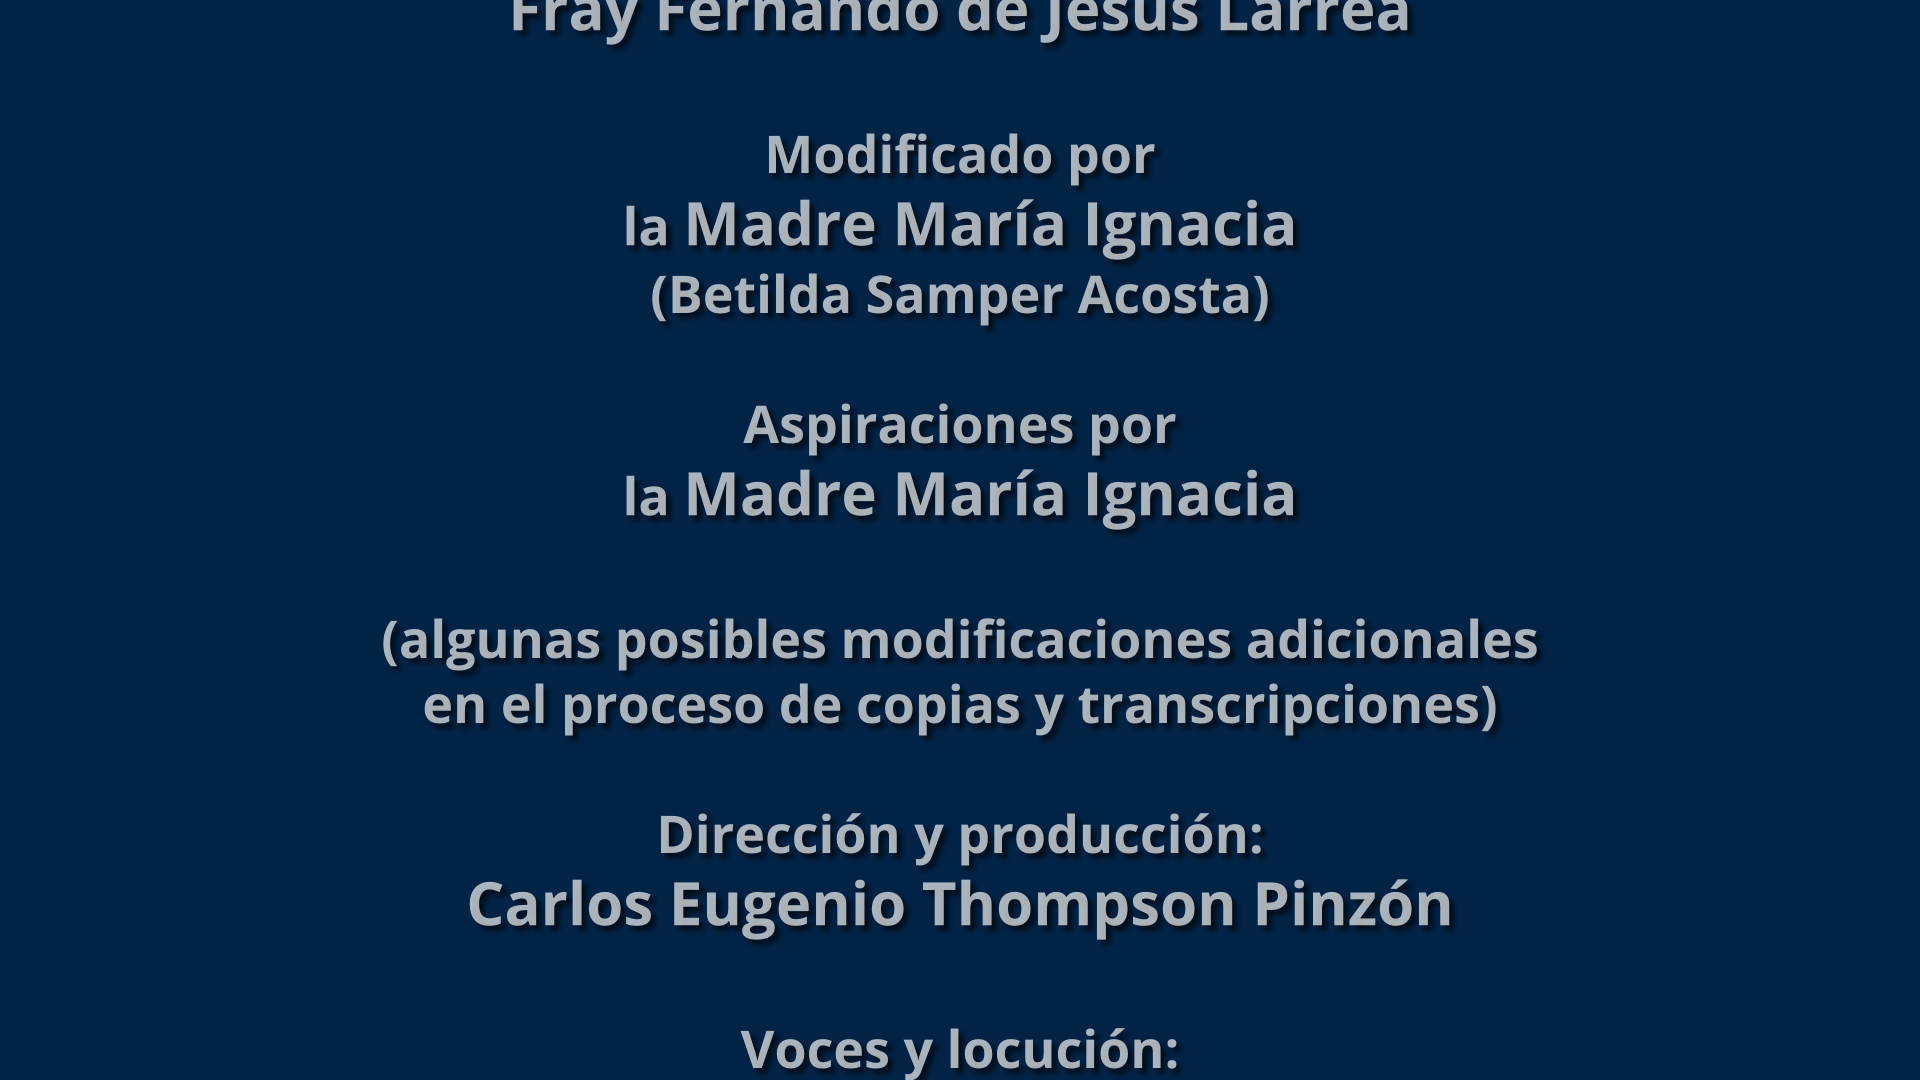 Fray Fernando de Jesús Larrea
Modificado por
la Madre María Ignacia
(Betilda Samper Acosta)
Aspiraciones por
la Madre María Ignacia
(algunas posibles modificaciones adicionales
en el proceso de copias y transcripciones)
Dirección y producción:
Carlos Eugenio Thompson Pinzón
Voces y locución: